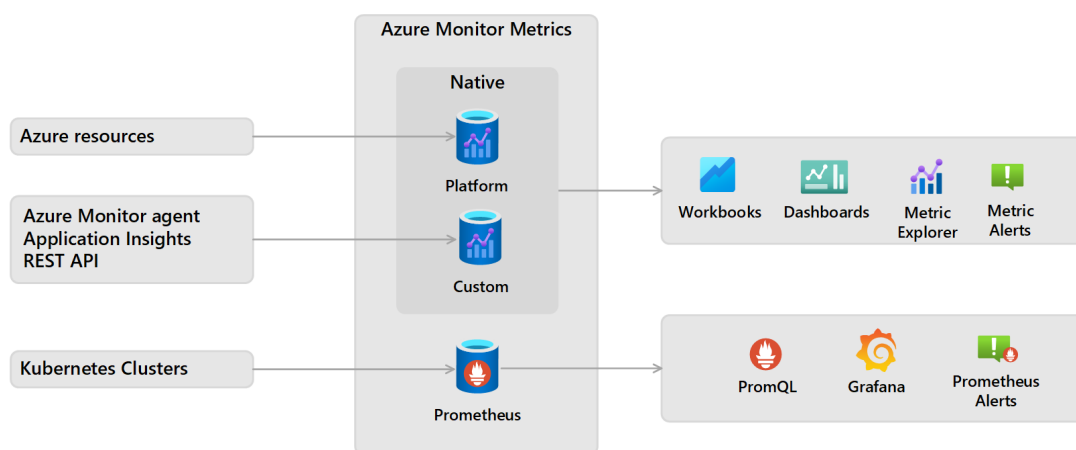 Azure Monitor Metrics
Native
Azure resources
Platform
Azure Monitor agent
Application Insights
REST API
Custom
Kubernetes Clusters
Prometheus
Workbooks
Dashboards
Metric
Explorer
Metric
Alerts
PromQL
Grafana
Prometheus
Alerts